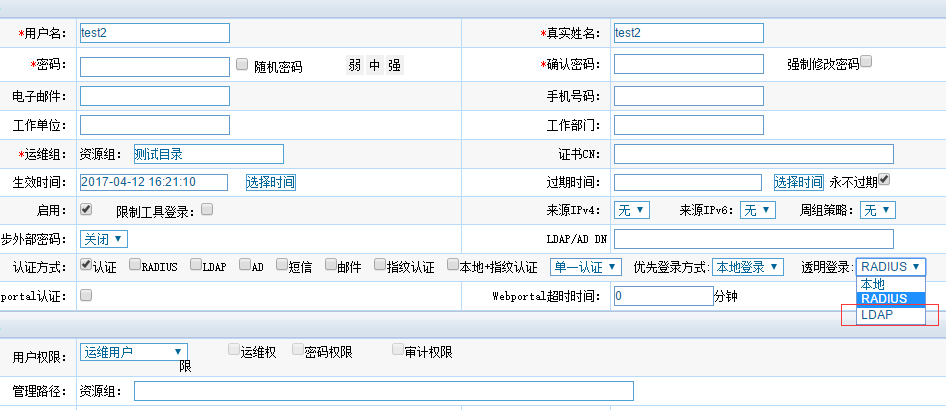 *用户名: test2 *真实姓名: test2
*密码: 随机密码 弱 中 强 *确认密码: 强制修改密码
电子邮件: 手机号码:
工作单位: 工作部门:
*运维组: 资源组: 测试目录 证书CN:
生效时间: 2017-04-12 16:21:10 选择时间 过期时间: 选择时间 永不过期
启用: 限制工具登录: 来源IPv4: 无 来源IPv6: 无 周组策略: 无
步外部密码: 关闭 LDAP/AD DN
认证方式: 认证 RADIUS LDAP AD 短信 邮件 指纹认证 本地+指纹认证 单一认证 优先登录方式: 本地登录 透明登录: RADIUS
本地
RADIUS
LDAP
portal认证: Webportal超时时间: 0 分钟
用户权限: 运维用户 运维权限 密码权限 审计权限
管理路径: 资源组: